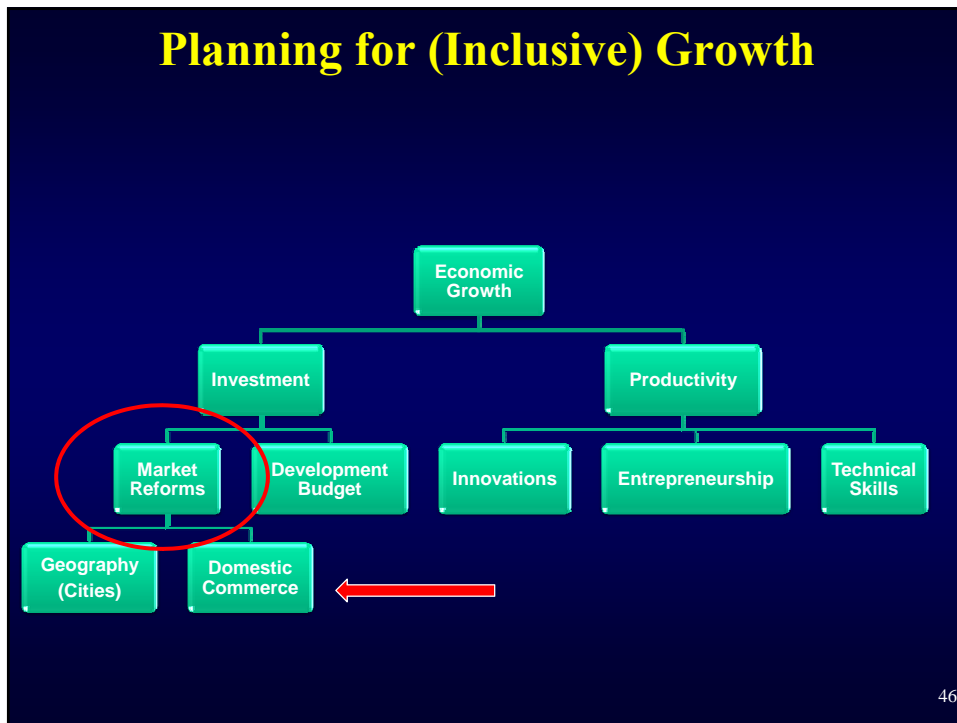 Planning for (Inclusive) Growth
Economic
Growth
Investment
Productivity
Market
Reforms
Development
Budget
Innovations
Entrepreneurship
Technical
Skills
Geography
(Cities)
Domestic
Commerce
46